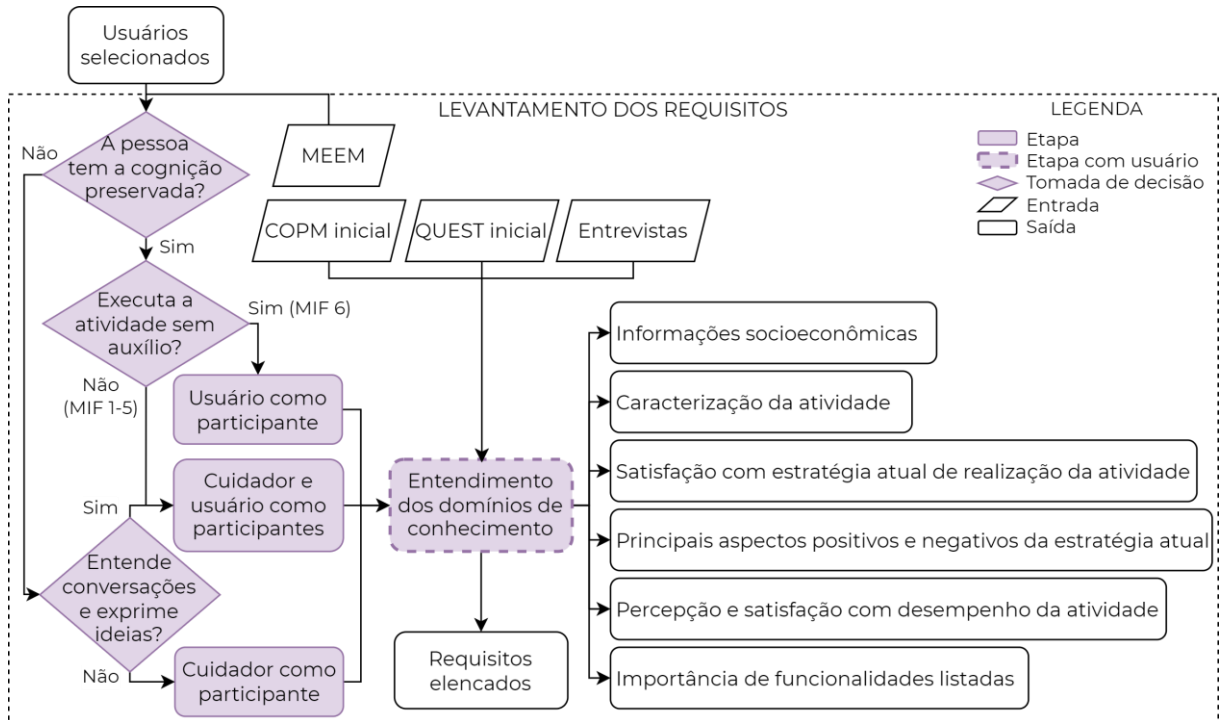 Usuários
selecionados
LEVANTAMENTO DOS REQUISITOS
LEGENDA
Etapa
Etapa com usuário
Tomada de decisão
Entrada
Saída
A
pessoa
tem a cognição
preservada?
Não
Sim
MEEM
COPM inicial
QUEST inicial
Entrevistas
Executa a
atividade sem
auxílio?
Sim (MIF 6)
Não
(MIF 1-5)
Usuário como
participante
Cuidador e
usuário como
participantes
Sim
Entende
conversações
e exprime
ideias?
Não
Cuidador como
participante
Entendimento
dos domínios de
conhecimento
Requisitos
elencados
Informações socioeconômicas
Caracterização da atividade
Satisfação com estratégia atual de realização da atividade
Principais aspectos positivos e negativos da estratégia atual
Percepção e satisfação com desempenho da atividade
Importância de funcionalidades listadas